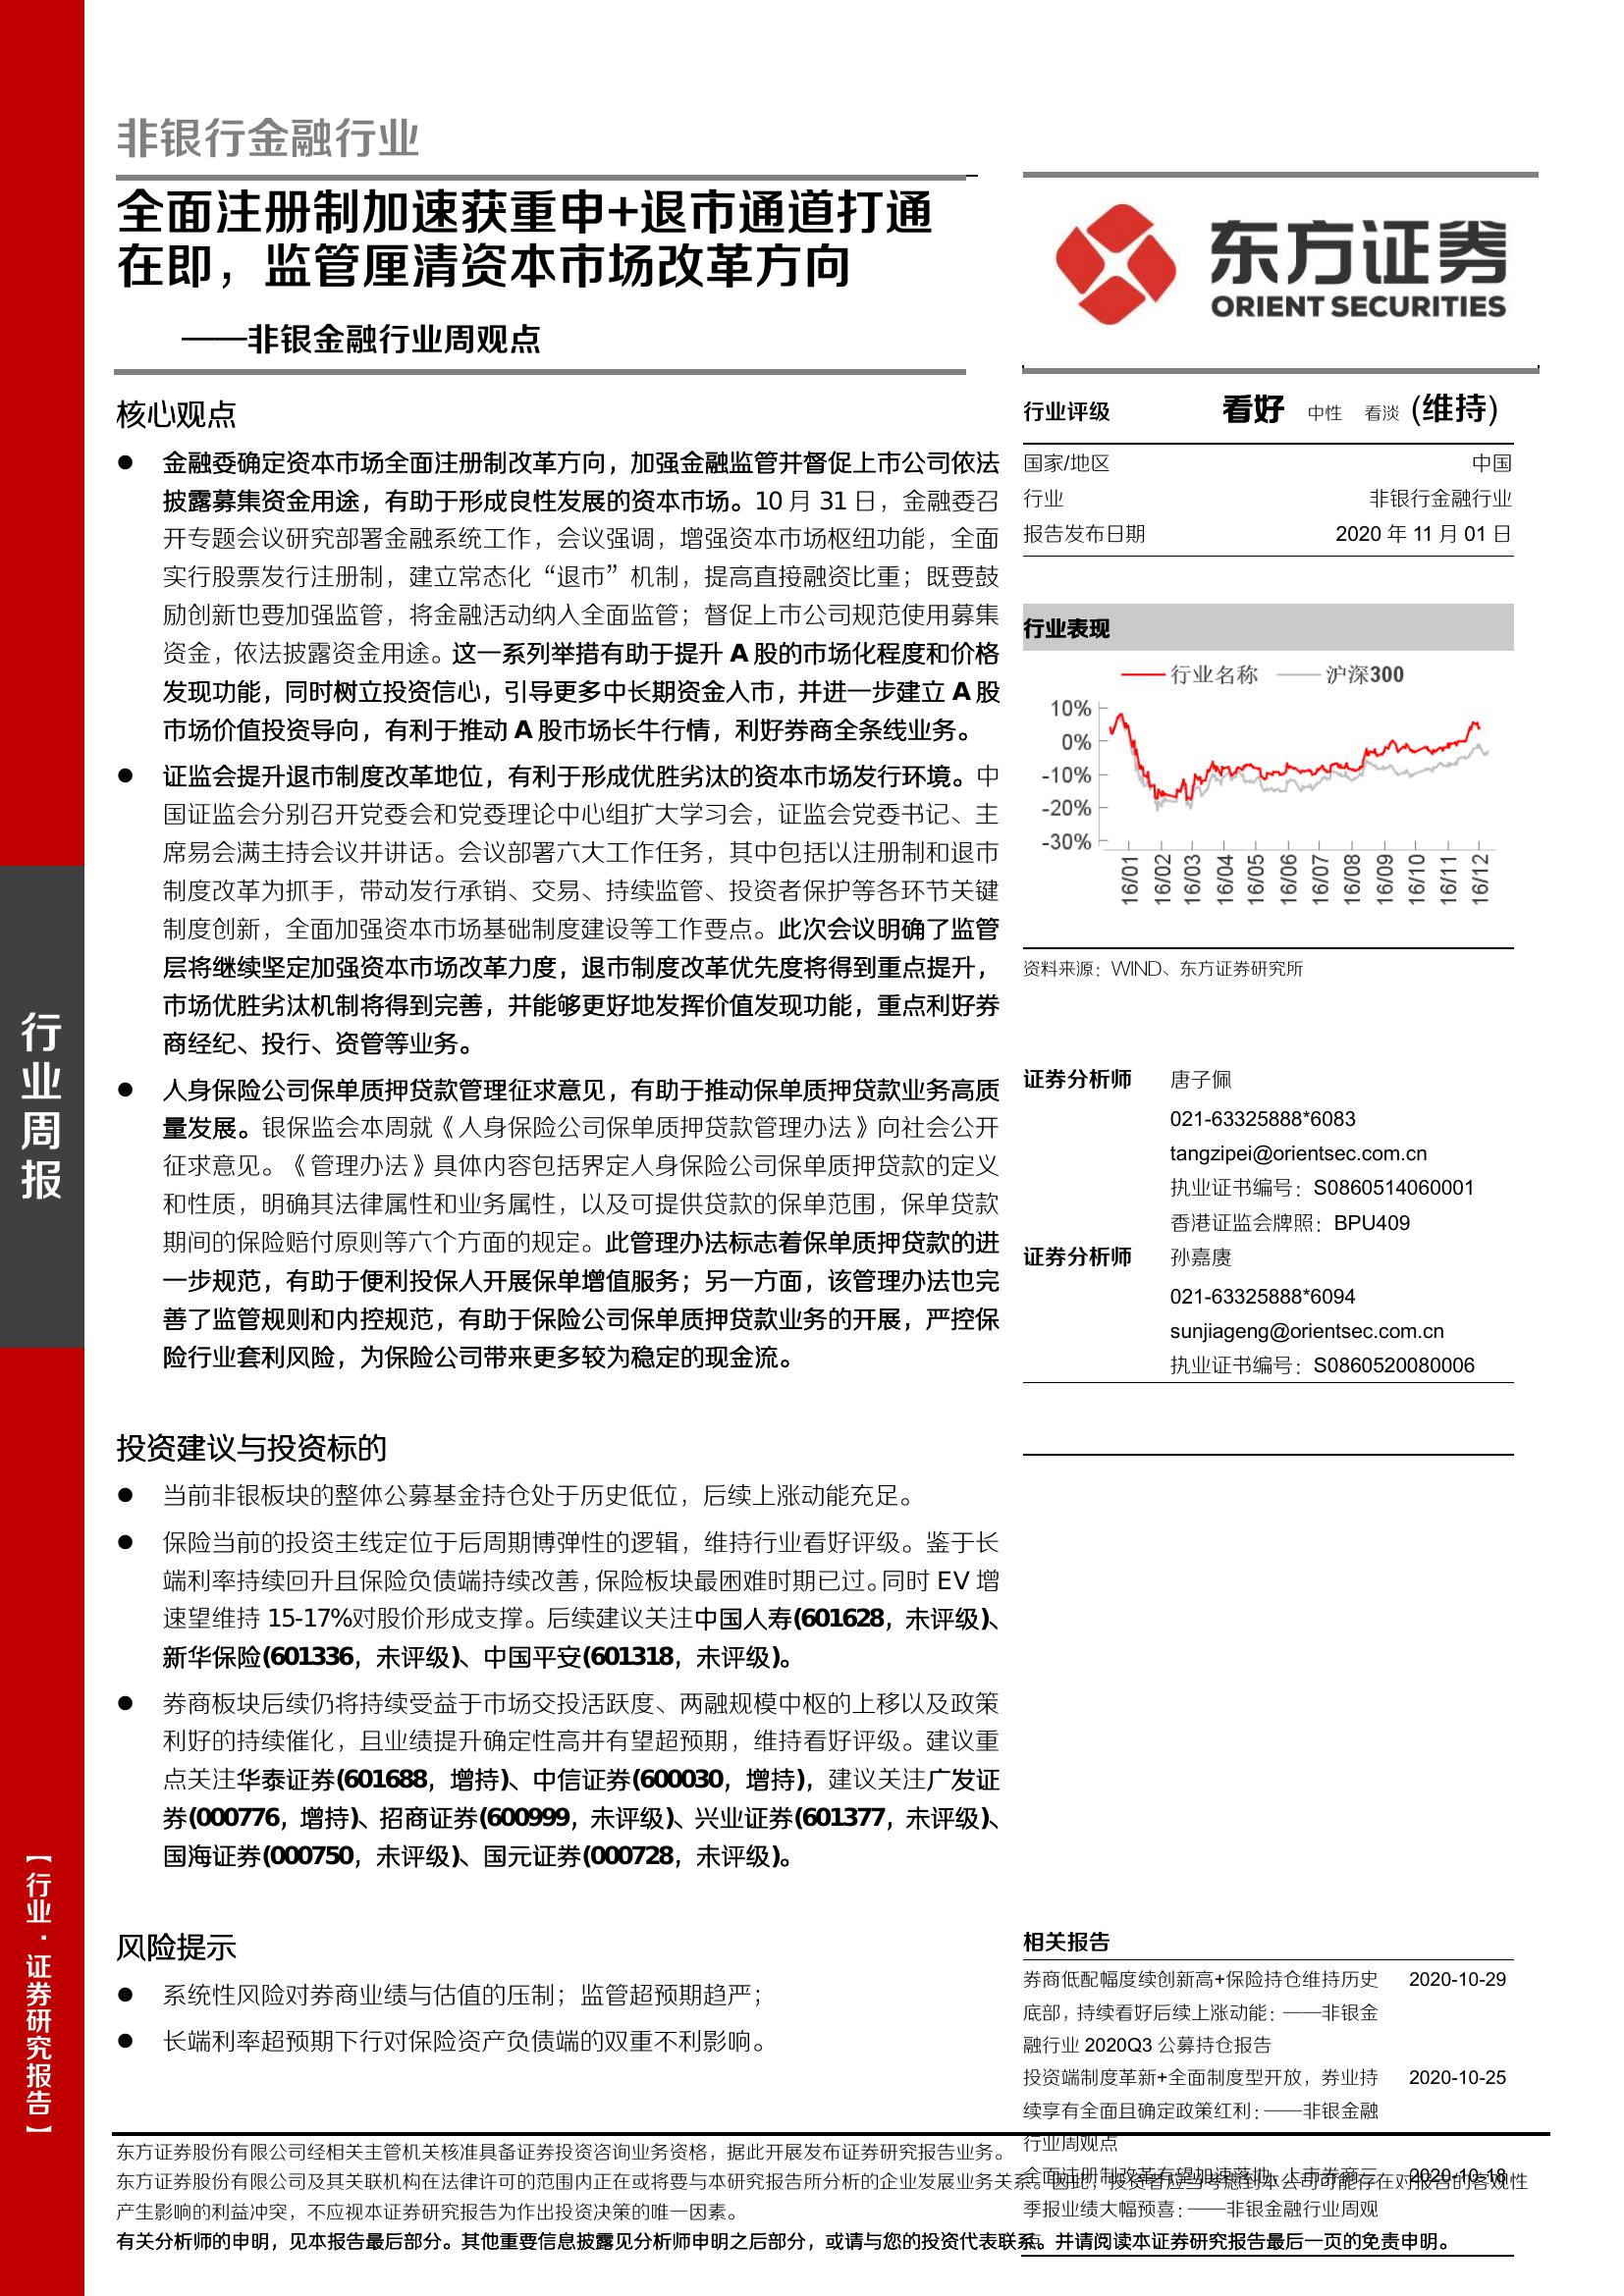 非银行金融行业
全面注册制加速获重申+退市通道打通
在即，监管厘清资本市场改革方向
——非银金融行业周观点
东方证券
ORIENT SECURITIES
核心观点
● 金融委确定资本市场全面注册制改革方向，加强金融监管并督促上市公司依法
披露募集资金用途，有助于形成良性发展的资本市场。10 月 31 日，金融委召
开专题会议研究部署金融系统工作，会议强调，增强资本市场枢纽功能，全面
实行股票发行注册制，建立常态化“退市”机制，提高直接融资比重；既要鼓
励创新也要加强监管，将金融活动纳入全面监管；督促上市公司规范使用募集
资金，依法披露资金用途。这一系列举措有助于提升 A 股的市场化程度和价格
发现功能，同时树立投资信心，引导更多中长期资金入市，并进一步建立 A 股
市场价值投资导向，有利于推动 A 股市场长牛行情，利好券商全条线业务。
● 证监会提升退市制度改革地位，有利于形成优胜劣汰的资本市场发行环境。中
国证监会分别召开党委会和党委理论中心组扩大学习会，证监会党委书记、主
席易会满主持会议并讲话。会议部署六大工作任务，其中包括以注册制和退市
制度改革为抓手，带动发行承销、交易、持续监管、投资者保护等各环节关键
制度创新，全面加强资本市场基础制度建设等工作要点。此次会议明确了监管
层将继续坚定加强资本市场改革力度，退市制度改革优先度将得到重点提升，
市场优胜劣汰机制将得到完善，并能够更好地发挥价值发现功能，重点利好券
商经纪、投行、资管等业务。
● 人身保险公司保单质押贷款管理征求意见，有助于推动保单质押贷款业务高质
量发展。银保监会本周就《人身保险公司保单质押贷款管理办法》向社会公开
征求意见。《管理办法》具体内容包括界定人身保险公司保单质押贷款的定义
和性质，明确其法律属性和业务属性，以及可提供贷款的保单范围，保单贷款
期间的保险赔付原则等六个方面的规定。此管理办法标志着保单质押贷款的进
一步规范，有助于便利投保人开展保单增值服务；另一方面，该管理办法也完
善了监管规则和内控规范，有助于保险公司保单质押贷款业务的开展，严控保
险行业套利风险，为保险公司带来更多较为稳定的现金流。
投资建议与投资标的
● 当前非银板块的整体公募基金持仓处于历史低位，后续上涨动能充足。
● 保险当前的投资主线定位于后周期博弹性的逻辑，维持行业看好评级。鉴于长
端利率持续回升且保险负债端持续改善，保险板块最困难时期已过。同时 EV 增
速望维持 15-17%对股价形成支撑。后续建议关注中国人寿(601628，未评级)、
新华保险(601336，未评级)、中国平安(601318，未评级)。
● 券商板块后续仍将持续受益于市场交投活跃度、两融规模中枢的上移以及政策
利好的持续催化，且业绩提升确定性高并有望超预期，维持看好评级。建议重
点关注华泰证券(601688，增持)、中信证券(600030，增持)，建议关注广发证
券(000776，增持)、招商证券(600999，未评级)、兴业证券(601377，未评级)、
国海证券(000750，未评级)、国元证券(000728，未评级)。
风险提示
● 系统性风险对券商业绩与估值的压制；监管超预期趋严；
● 长端利率超预期下行对保险资产负债端的双重不利影响。
行业评级 看好 中性 看淡 (维持)
国家/地区 中国
行业 非银行金融行业
报告发布日期 2020 年 11 月 01 日
行业表现
行业名称 沪深300
10%
0%
-10%
-20%
-30%
16/01 16/02 16/03 16/04 16/05 16/06 16/07 16/08 16/09 16/10 16/11 16/12
资料来源：WIND、东方证券研究所
证券分析师 唐子佩
021-63325888*6083
tangzipei@orientsec.com.cn
执业证书编号：S0860514060001
香港证监会牌照：BPU409
证券分析师 孙嘉赓
021-63325888*6094
sunjiageng@orientsec.com.cn
执业证书编号：S0860520080006
相关报告
券商低配幅度续创新高+保险持仓维持历史 2020-10-29
底部，持续看好后续上涨动能：——非银金
融行业 2020Q3 公募持仓报告
投资端制度革新+全面制度型开放，券业持 2020-10-25
续享有全面且确定政策红利：——非银金融
行业周观点
全面注册制改革有望加速落地，上市券商三 2020-10-18
季报业绩大幅预喜：——非银金融行业周观
东方证券股份有限公司经相关主管机关核准具备证券投资咨询业务资格，据此开展发布证券研究报告业务。
东方证券股份有限公司及其关联机构在法律许可的范围内正在或将要与本研究报告所分析的企业发展业务关系。因此，投资者应当考虑到本公司可能存在对报告的客观性
产生影响的利益冲突，不应视本证券研究报告为作出投资决策的唯一因素。
有关分析师的申明，见本报告最后部分。其他重要信息披露见分析师申明之后部分，或请与您的投资代表联系。并请阅读本证券研究报告最后一页的免责申明。
行业周报
【行业·证券研究报告】